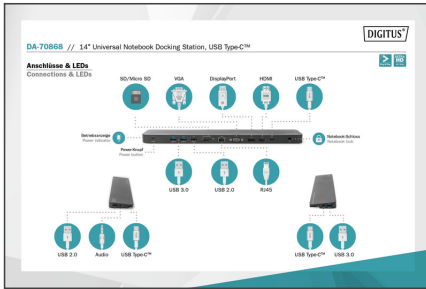 DIGITUS®
DA-70868 // 14" Universal Notebook Docking Station, USB Type-C™
Anschlüsse & LEDs
Connections & LEDs
SD/Micro SD
VGA
DisplayPort
HDMI
USB Type-C™
Betriebsanzeige
Power indicator
Power-Knopf
Power button
Notebook-Schloss
Notebook lock
USB 3.0
USB 2.0
RJ45
USB 2.0
Audio
USB Type-C™
USB Type-C™
USB 3.0